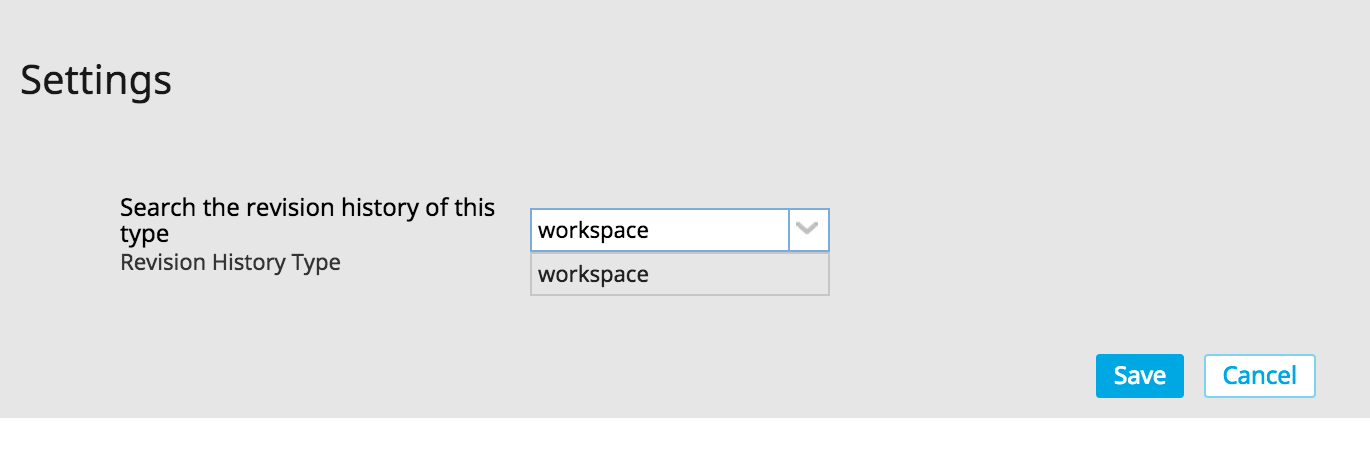 Settings
Search the revision history of this
type
Revision History Type
workspace
workspace
Save
Cancel